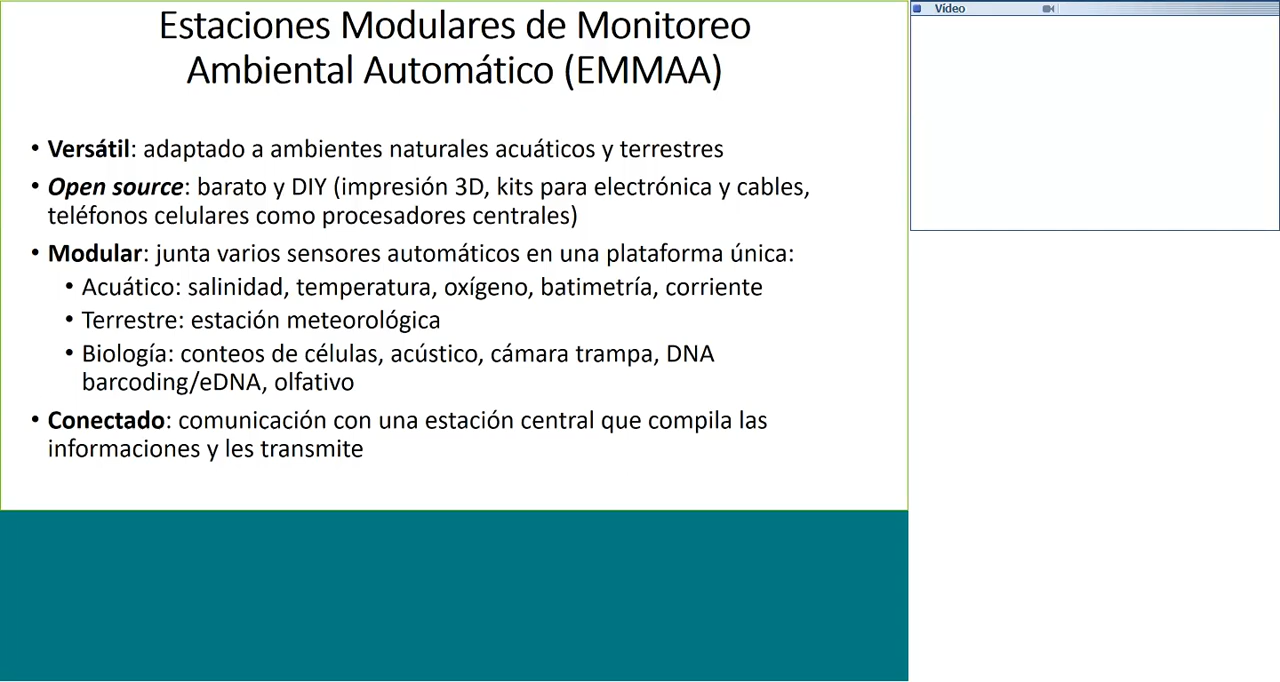 Estaciones Modulares de Monitoreo
Ambiental Automático (EMMAA)
• Versátil: adaptado a ambientes naturales acuáticos y terrestres
• Open source: barato y DIY (impresión 3D, kits para electrónica y cables,
teléfonos celulares como procesadores centrales)
• Modular: junta varios sensores automáticos en una plataforma única:
• Acuático: salinidad, temperatura, oxígeno, batimetría, corriente
• Terrestre: estación meteorológica
• Biología: conteos de células, acústico, cámara trampa, DNA
barcoding/eDNA, olfativo
• Conectado: comunicación con una estación central que compila las
informaciones y les transmite
Vídeo